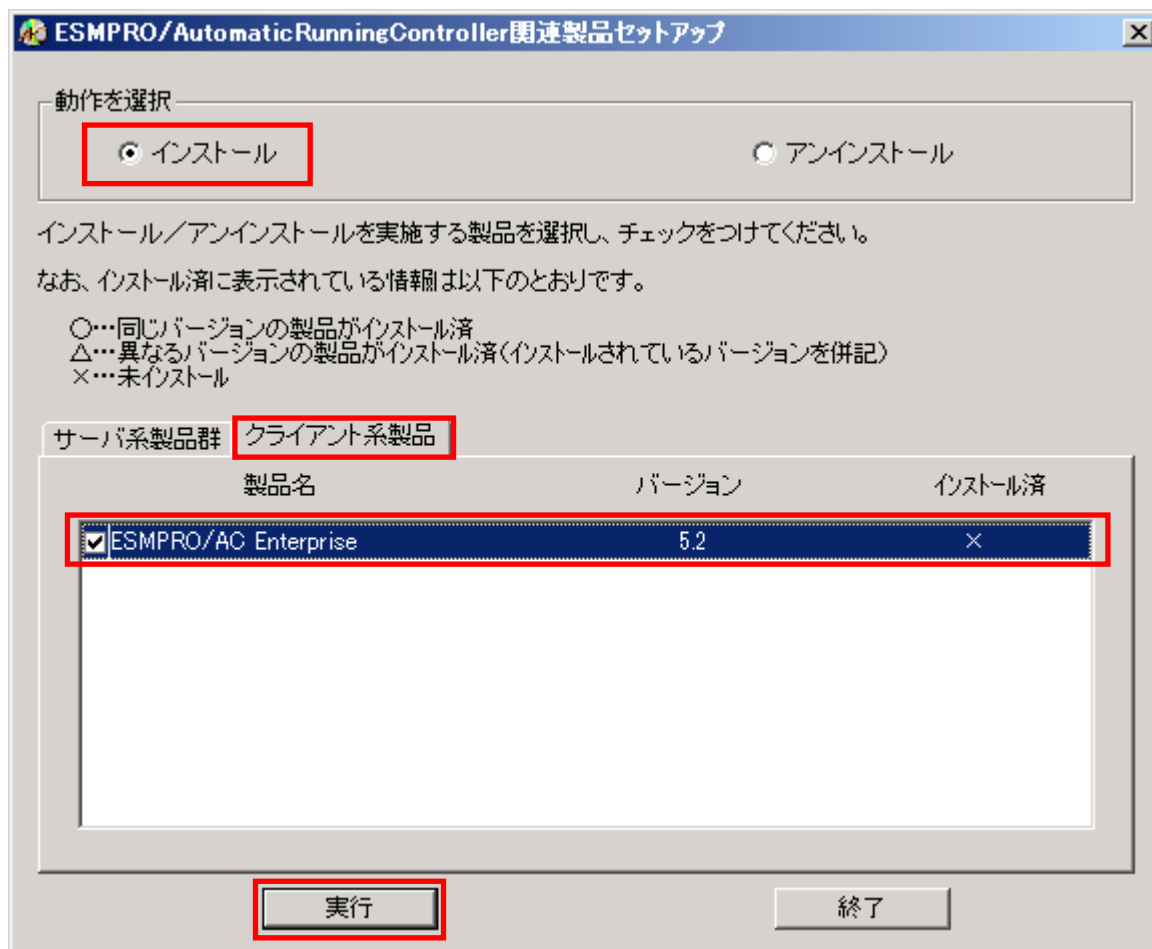 ESMPRO/AutomaticRunningController関連製品セットアップ
動作を選択
インストール アンインストール
インストール／アンインストールを実施する製品を選択し、チェックをつけてください。
なお、インストール済に表示されている情報は以下のとおりです。
○…同じバージョンの製品がインストール済
△…異なるバージョンの製品がインストール済(インストールされているバージョンを併記)
×…未インストール
サーバ系製品群 クライアント系製品
製品名 バージョン インストール済
ESMPRO/AC Enterprise 5.2 ×
実行 終了